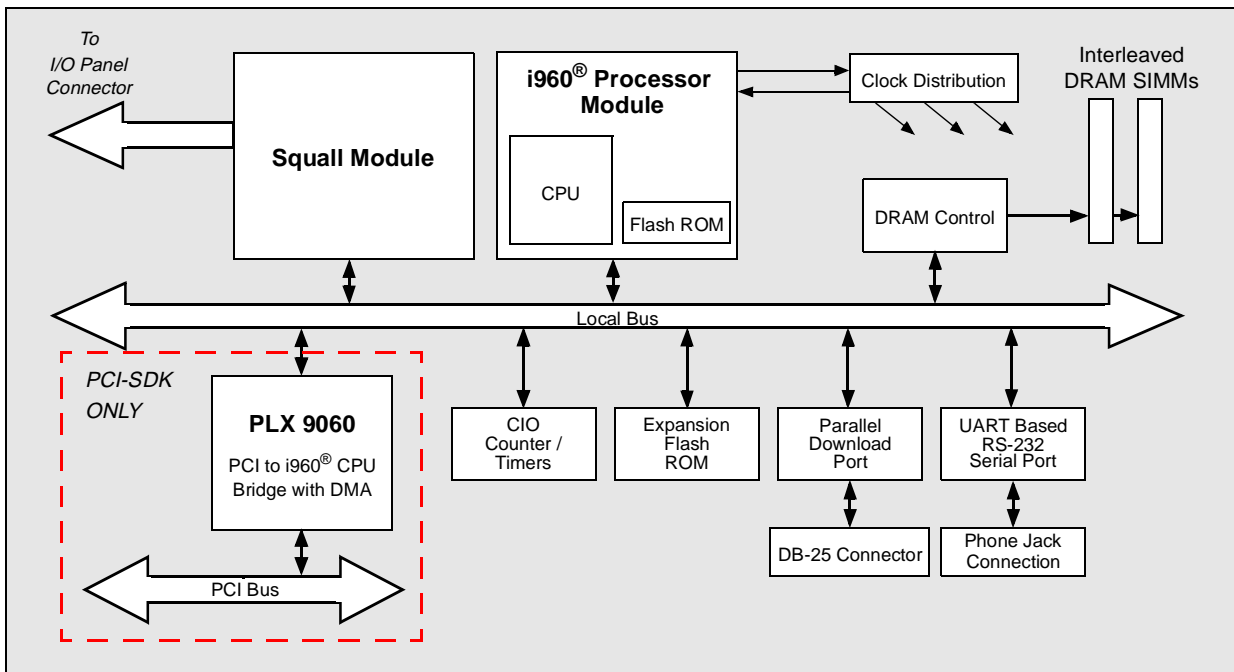 To
I/O Panel
Connector
Squall Module
i960® Processor
Module
CPU
Flash ROM
Clock Distribution
Interleaved
DRAM SIMMs
DRAM Control
Local Bus
PCI-SDK
ONLY
PLX 9060
PCI to i960® CPU
Bridge with DMA
PCI Bus
CIO
Counter /
Timers
Expansion
Flash
ROM
Parallel
Download
Port
UART Based
RS-232
Serial Port
DB-25 Connector
Phone Jack
Connection